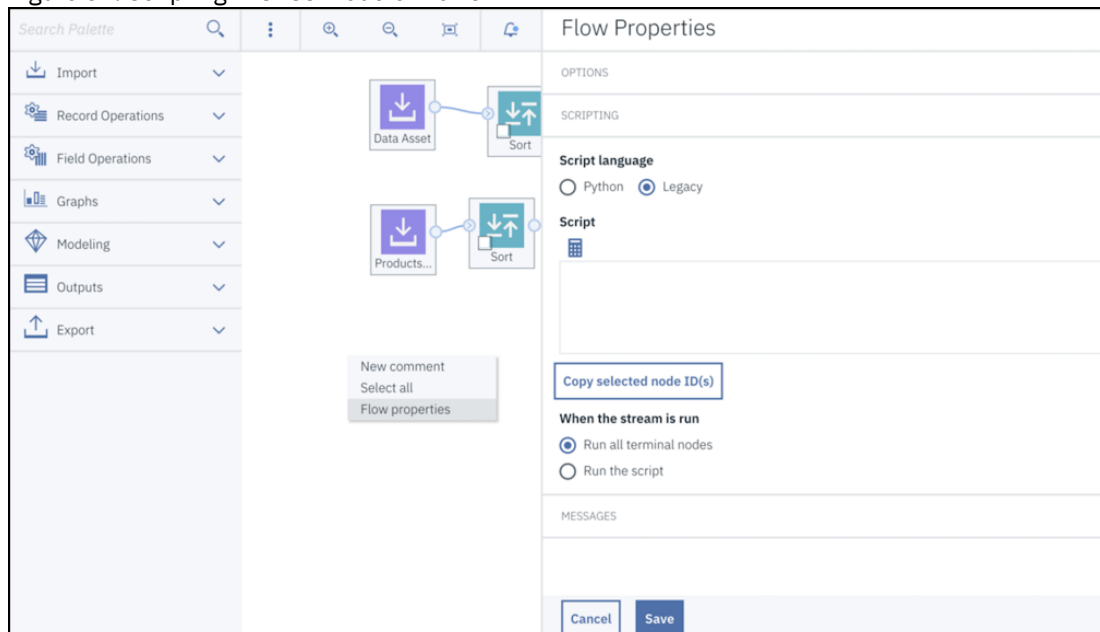 Search Palette
Import
Record Operations
Field Operations
Graphs
Modeling
Outputs
Export
Data Asset
Sort
Products...
Sort
New comment
Select all
Flow properties
Flow Properties
OPTIONS
SCRIPTING
Script language
Python Legacy
Script
Copy selected node ID(s)
When the stream is run
Run all terminal nodes
Run the script
MESSAGES
Cancel Save